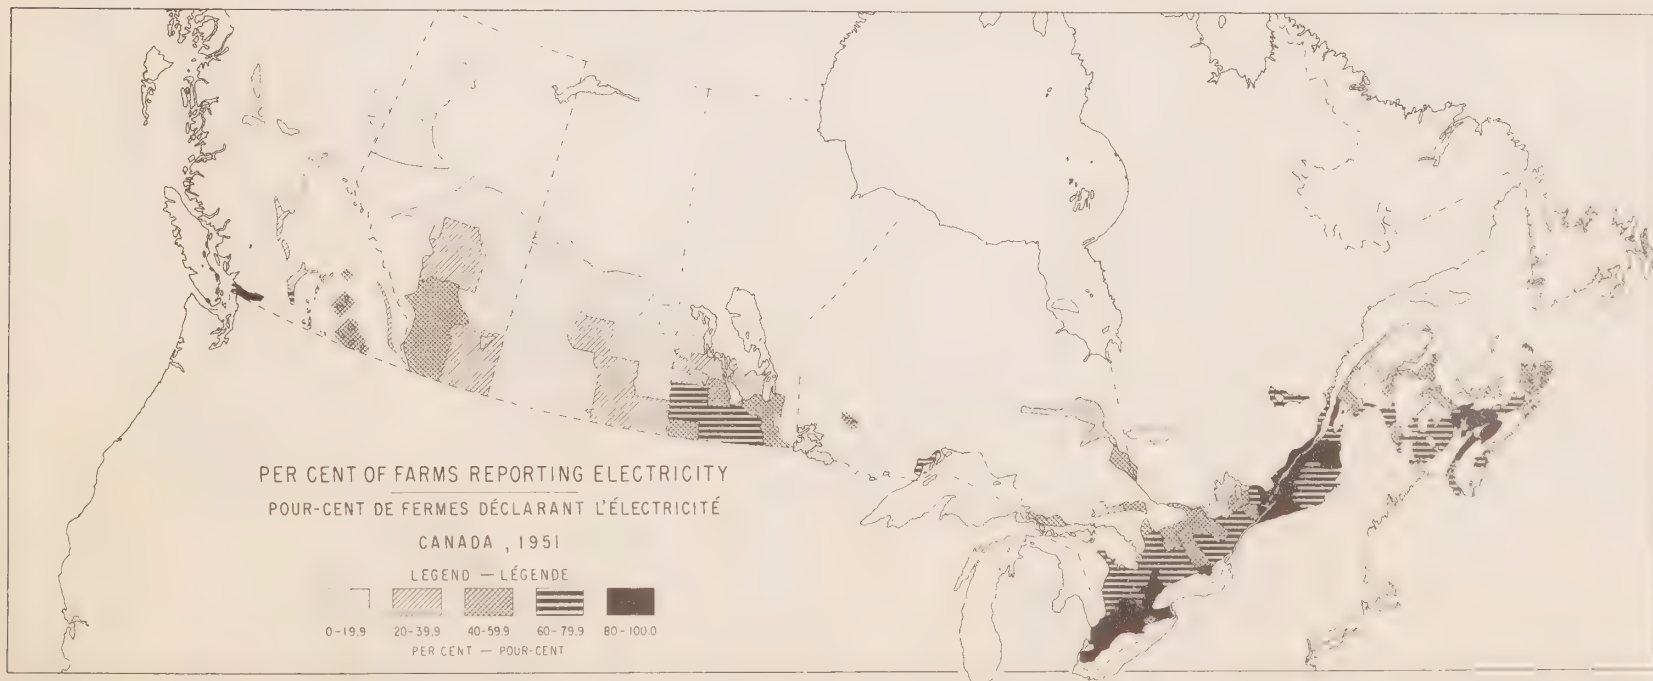 PER CENT OF FARMS REPORTING ELECTRICITY
POUR-CENT DE FERMES DÉCLARANT L'ÉLECTRICITÉ
CANADA , 1951
LEGEND — LÉGENDE
0-19.9 20-39.9 40-59.9 60-79.9 80-100.0
PER CENT — POUR-CENT